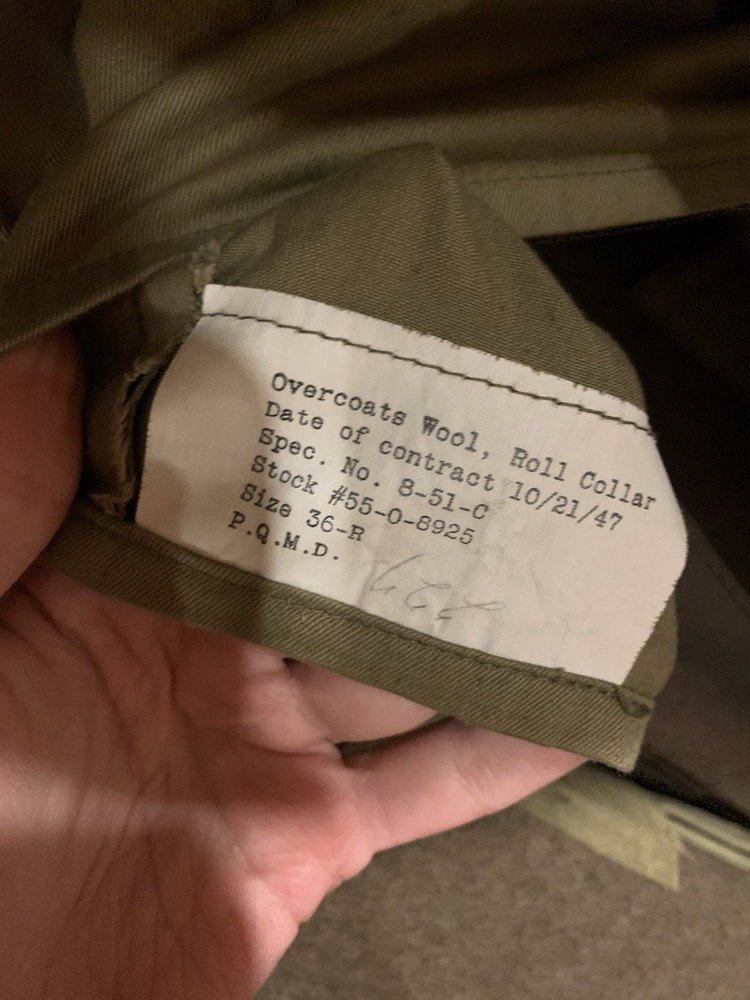 Overcoats Wool, Roll Collar
Date of contract 10/21/47
Spec. No. 8-51-C
Stock #55-O-8925
Size 36-R
P.Q.M.D.